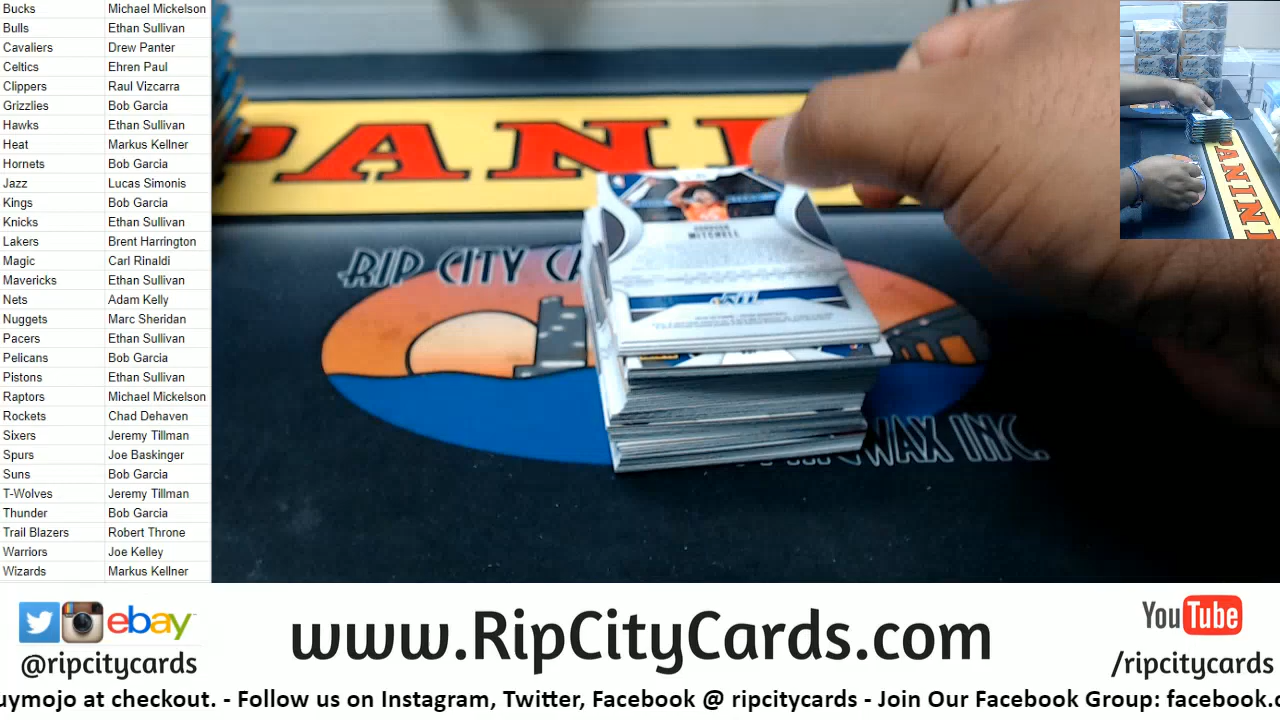 Bucks Michael Mickelson
Bulls Ethan Sullivan
Cavaliers Drew Panter
Celtics Ehren Paul
Clippers Raul Vizcarra
Grizzlies Bob Garcia
Hawks Ethan Sullivan
Heat Markus Kellner
Hornets Bob Garcia
Jazz Lucas Simonis
Kings Bob Garcia
Knicks Ethan Sullivan
Lakers Brent Harrington
Magic Carl Rinaldi
Mavericks Ethan Sullivan
Nets Adam Kelly
Nuggets Marc Sheridan
Pacers Ethan Sullivan
Pelicans Bob Garcia
Pistons Ethan Sullivan
Raptors Michael Mickelson
Rockets Chad Dehaven
Sixers Jeremy Tillman
Spurs Joe Baskinger
Suns Bob Garcia
T-Wolves Jeremy Tillman
Thunder Bob Garcia
Trail Blazers Robert Throne
Warriors Joe Kelley
Wizards Markus Kellner
PANI
RIP CITY CA
MITCHELL
WAX INC.
PANINI
ebay
@ripcitycards
www.RipCityCards.com
YouTube
/ripcitycards
uymojo at checkout. - Follow us on Instagram, Twitter, Facebook @ ripcitycards - Join Our Facebook Group: facebook.c